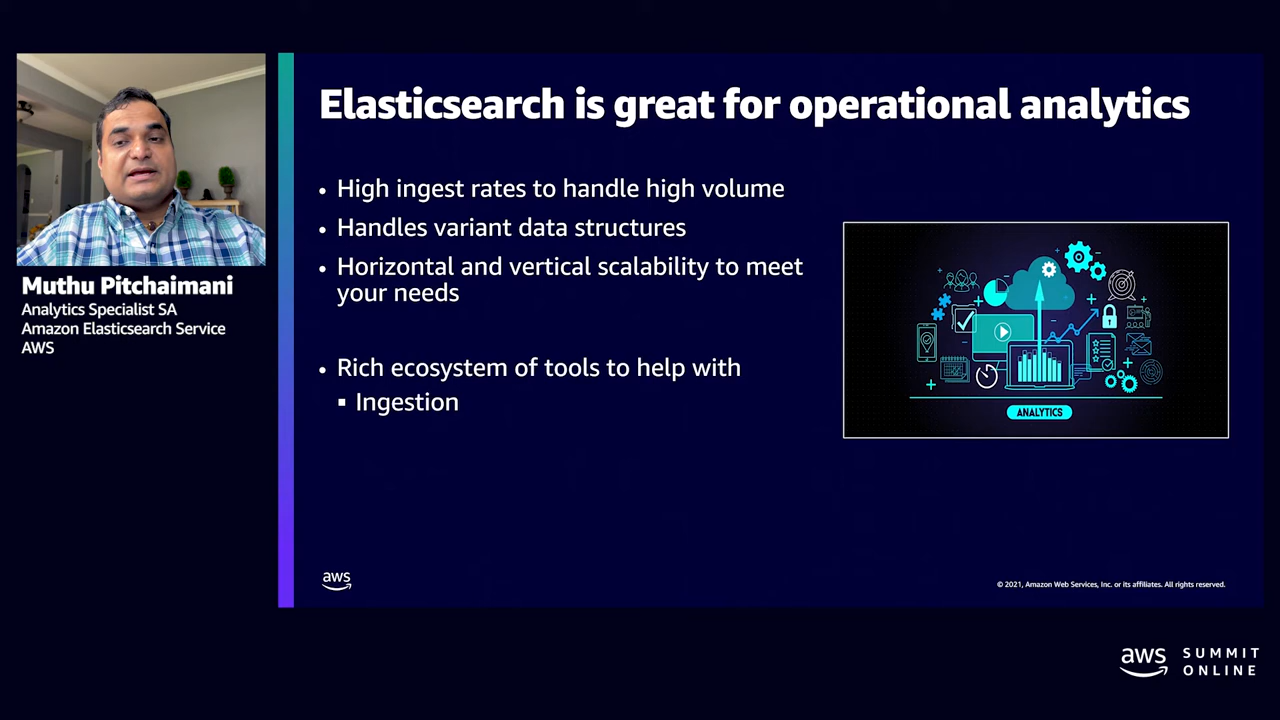 Elasticsearch is great for operational analytics
• High ingest rates to handle high volume
• Handles variant data structures
• Horizontal and vertical scalability to meet
your needs
• Rich ecosystem of tools to help with
▪ Ingestion
ANALYTICS
Muthu Pitchaimani
Analytics Specialist SA
Amazon Elasticsearch Service
AWS
aws
© 2021, Amazon Web Services, Inc. or its affiliates. All rights reserved.
aws SUMMIT
ONLINE